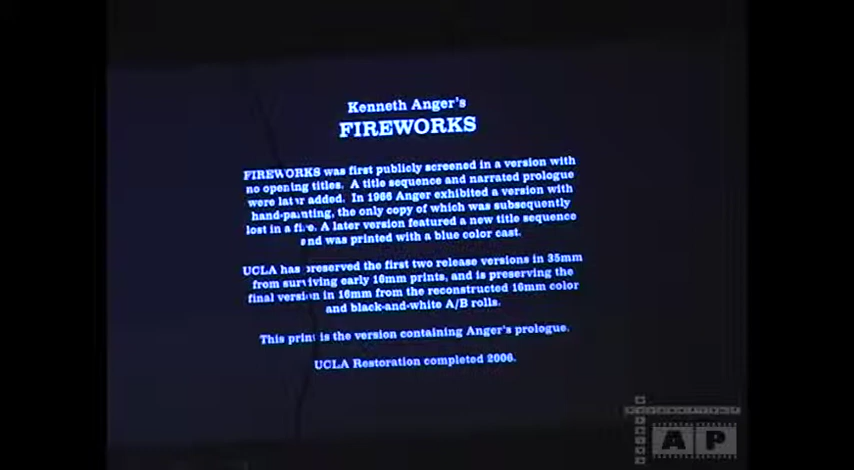 Kenneth Anger's
FIREWORKS
FIREWORKS was first publicly screened in a version with
no opening titles. A title sequence and narrated prologue
were later added. In 1966 Anger exhibited a version with
hand-painting, the only copy of which was subsequently
lost in a fire. A later version featured a new title sequence
and was printed with a blue color cast.
UCLA has preserved the first two release versions in 35mm
from surviving early 16mm prints, and is preserving the
final version in 16mm from the reconstructed 16mm color
and black-and-white A/B rolls.
This print is the version containing Anger's prologue.
UCLA Restoration completed 2006.
AP